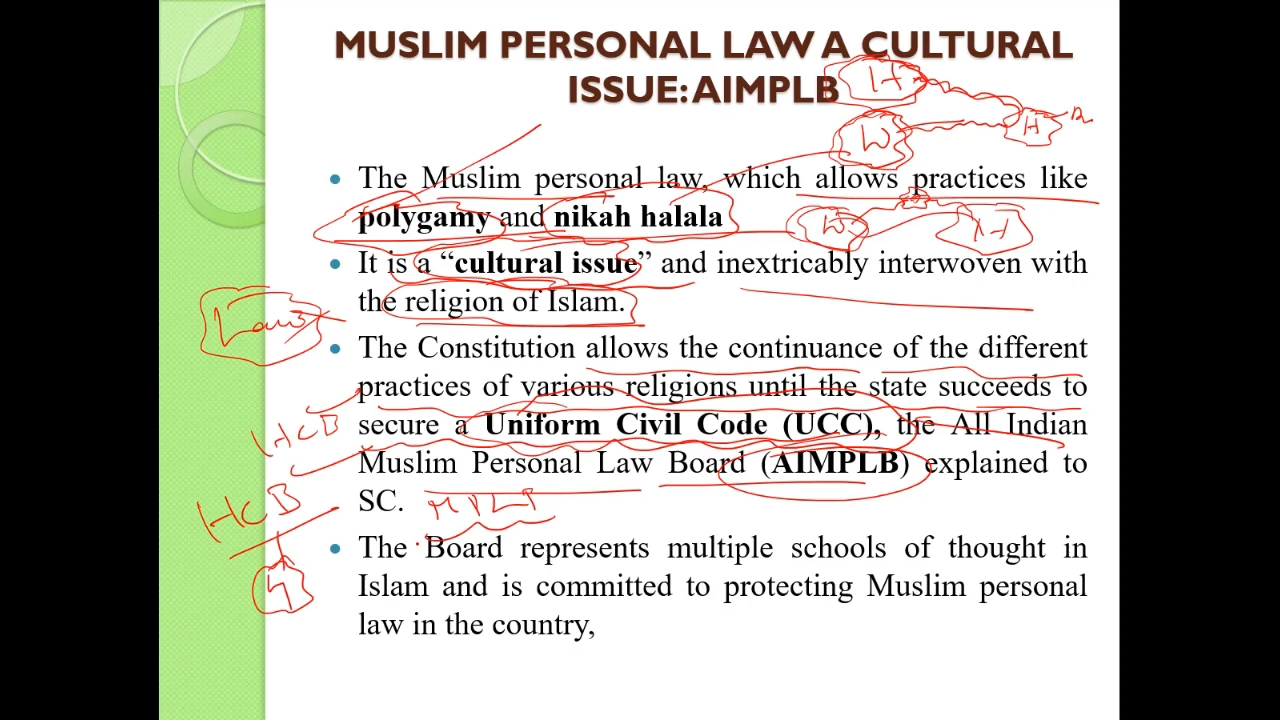 MUSLIM PERSONAL LAW A CULTURAL
ISSUE: AIMPLB
H
W
H
The Muslim personal law, which allows practices like
polygamy and nikah halala
W
H
It is a “cultural issue” and inextricably interwoven with
the religion of Islam.
Laws
The Constitution allows the continuance of the different
practices of various religions until the state succeeds to
secure a Uniform Civil Code (UCC), the All Indian
HCB
Muslim Personal Law Board (AIMPLB) explained to
SC.
HCB
The Board represents multiple schools of thought in
Islam and is committed to protecting Muslim personal
law in the country,